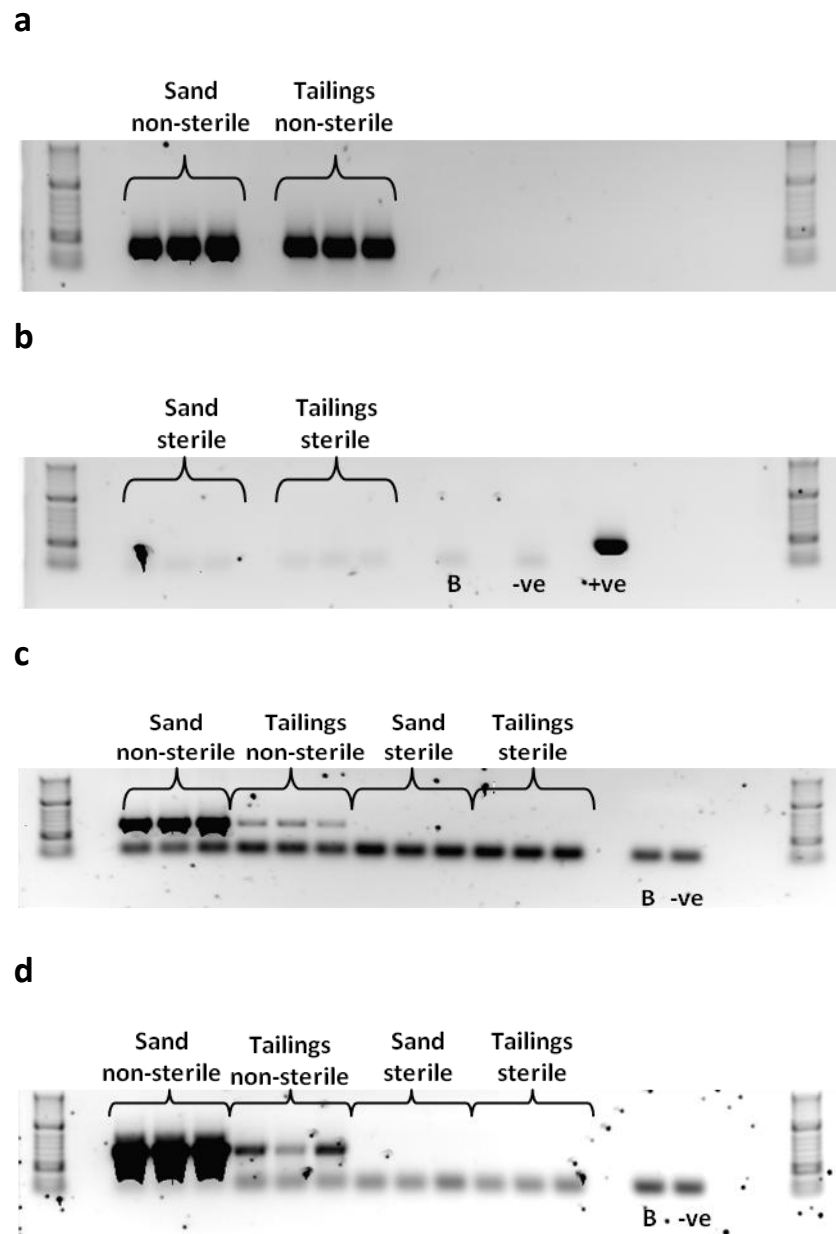 a
Sand Tailings
non-sterile non-sterile
b
Sand Tailings
sterile sterile
B -ve +ve
c
Sand Tailings Sand Tailings
non-sterile non-sterile sterile sterile
B -ve
d
Sand Tailings Sand Tailings
non-sterile non-sterile sterile sterile
B -ve